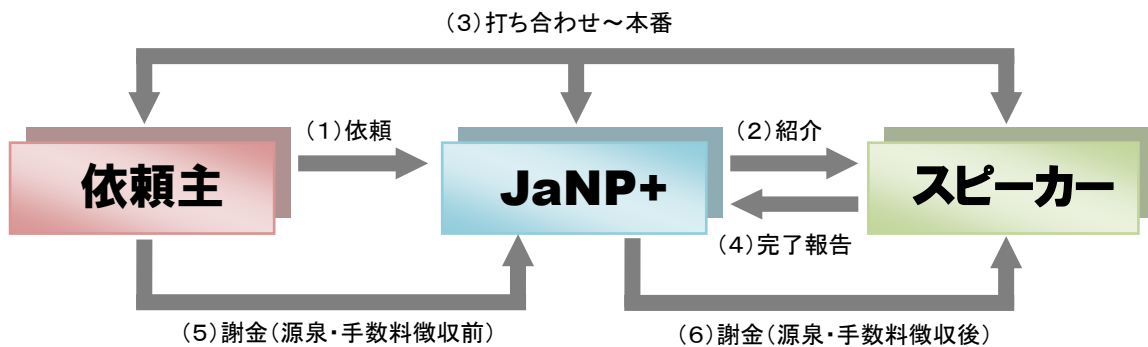 (3)打ち合わせ～本番
(1)依頼
(2)紹介
依頼主
JaNP+
スピーカー
(4)完了報告
(5)謝金(源泉・手数料徴収前)
(6)謝金(源泉・手数料徴収後)